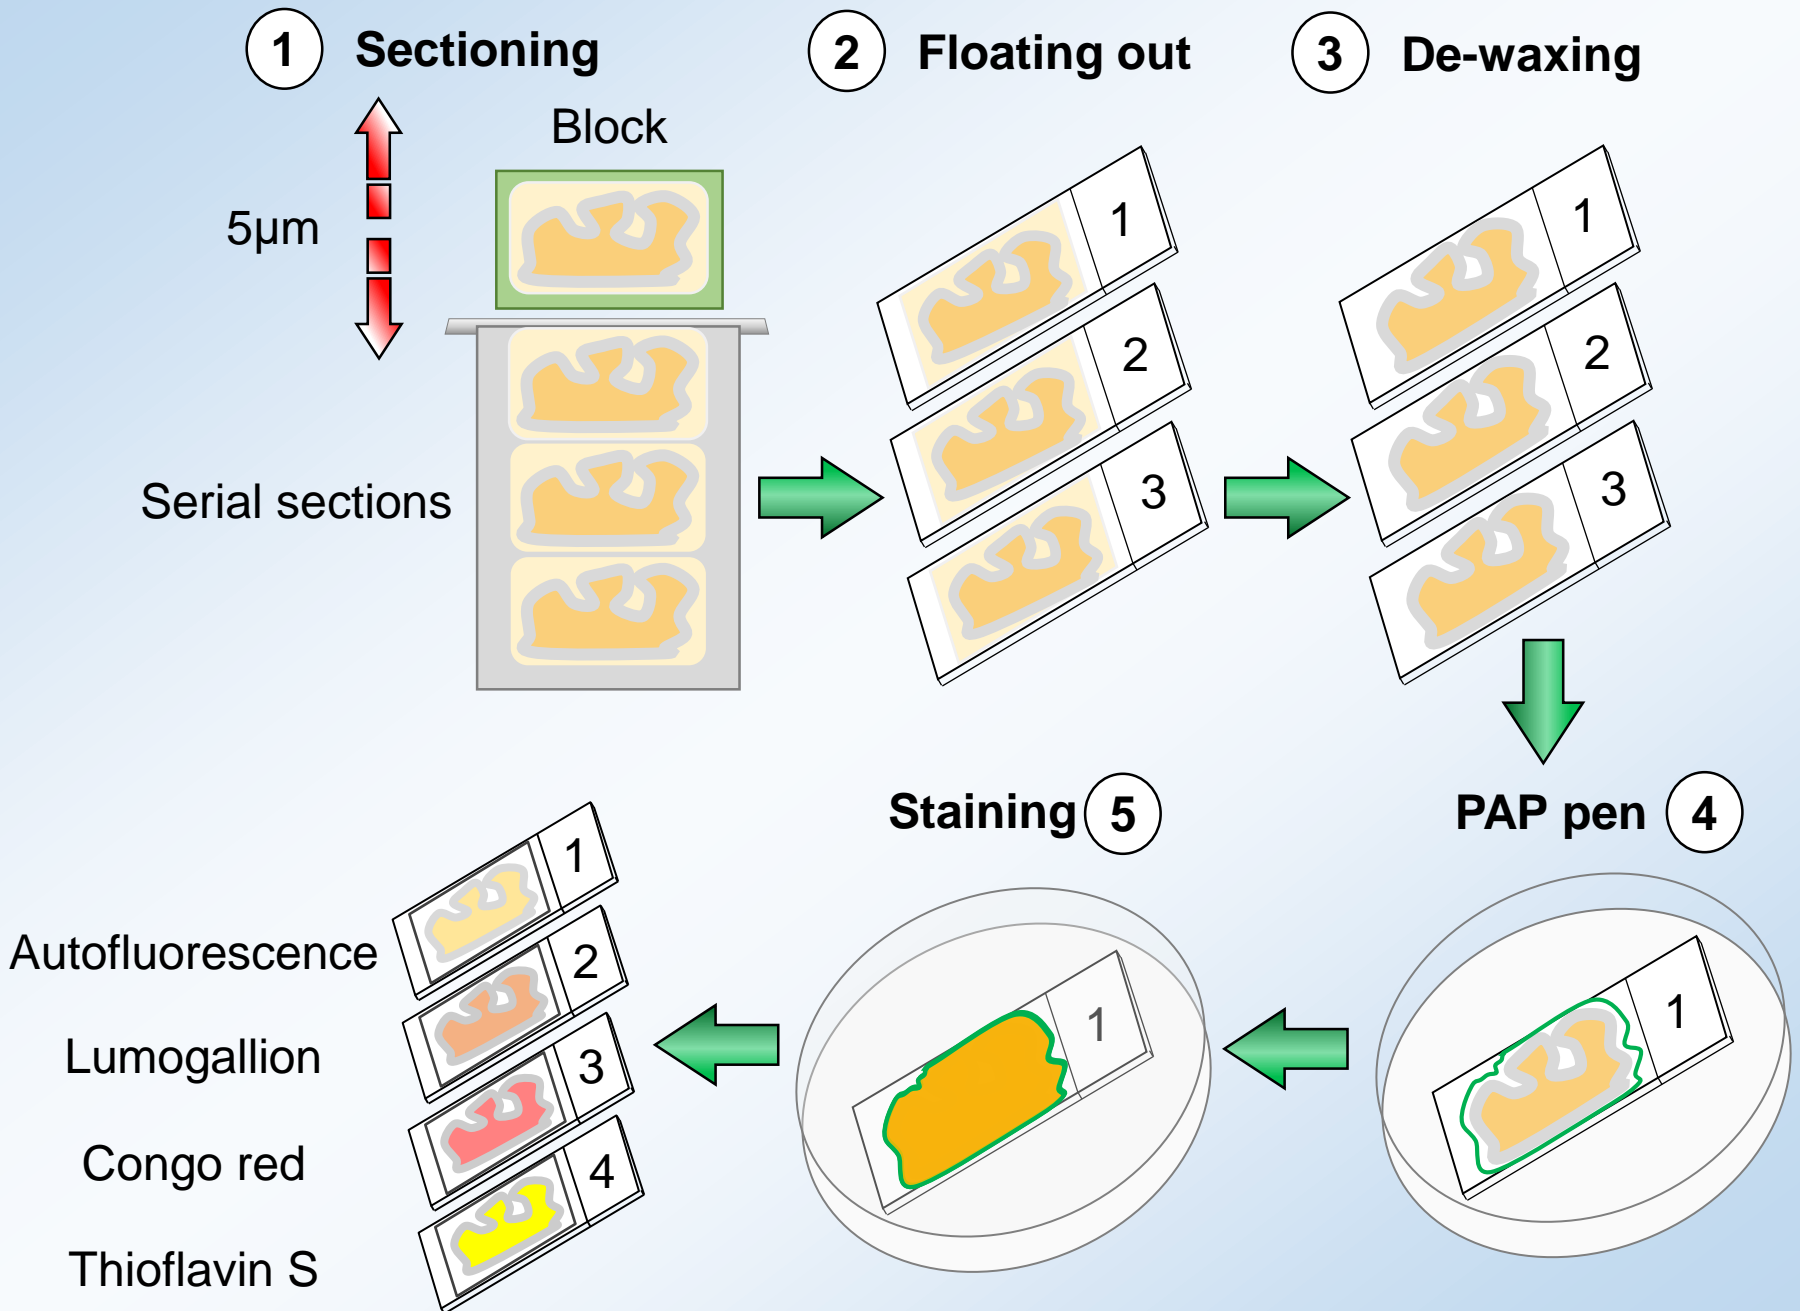 1 Sectioning
2 Floating out
3 De-waxing
Block
5µm
Serial sections
1
2
3
1
2
3
PAP pen 4
1
Staining 5
1
Autofluorescence 1
Lumogallion 2
Congo red 3
Thioflavin S 4